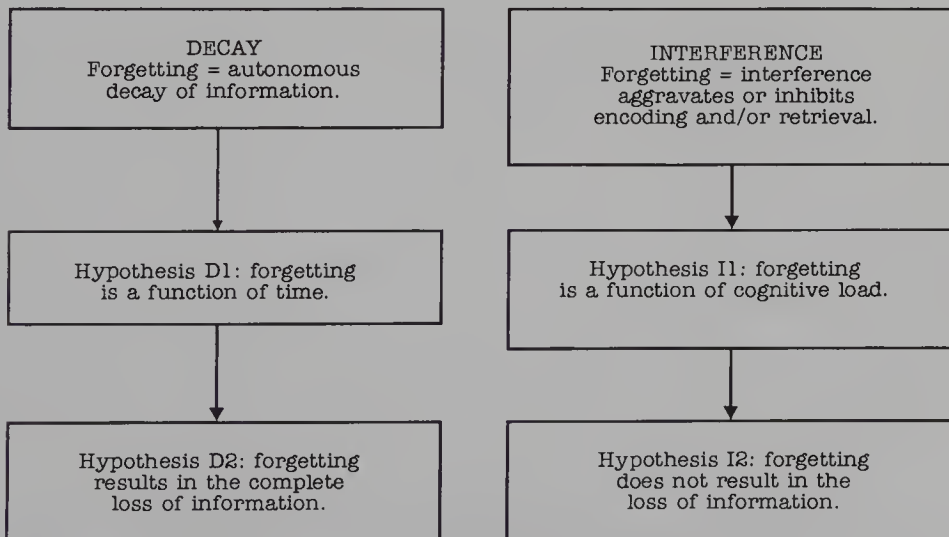 DECAY
Forgetting = autonomous
decay of information.
Hypothesis D1: forgetting
is a function of time.
Hypothesis D2: forgetting
results in the complete
loss of information.
INTERFERENCE
Forgetting = interference
aggravates or inhibits
encoding and/or retrieval.
Hypothesis I1: forgetting
is a function of cognitive load.
Hypothesis I2: forgetting
does not result in the
loss of information.